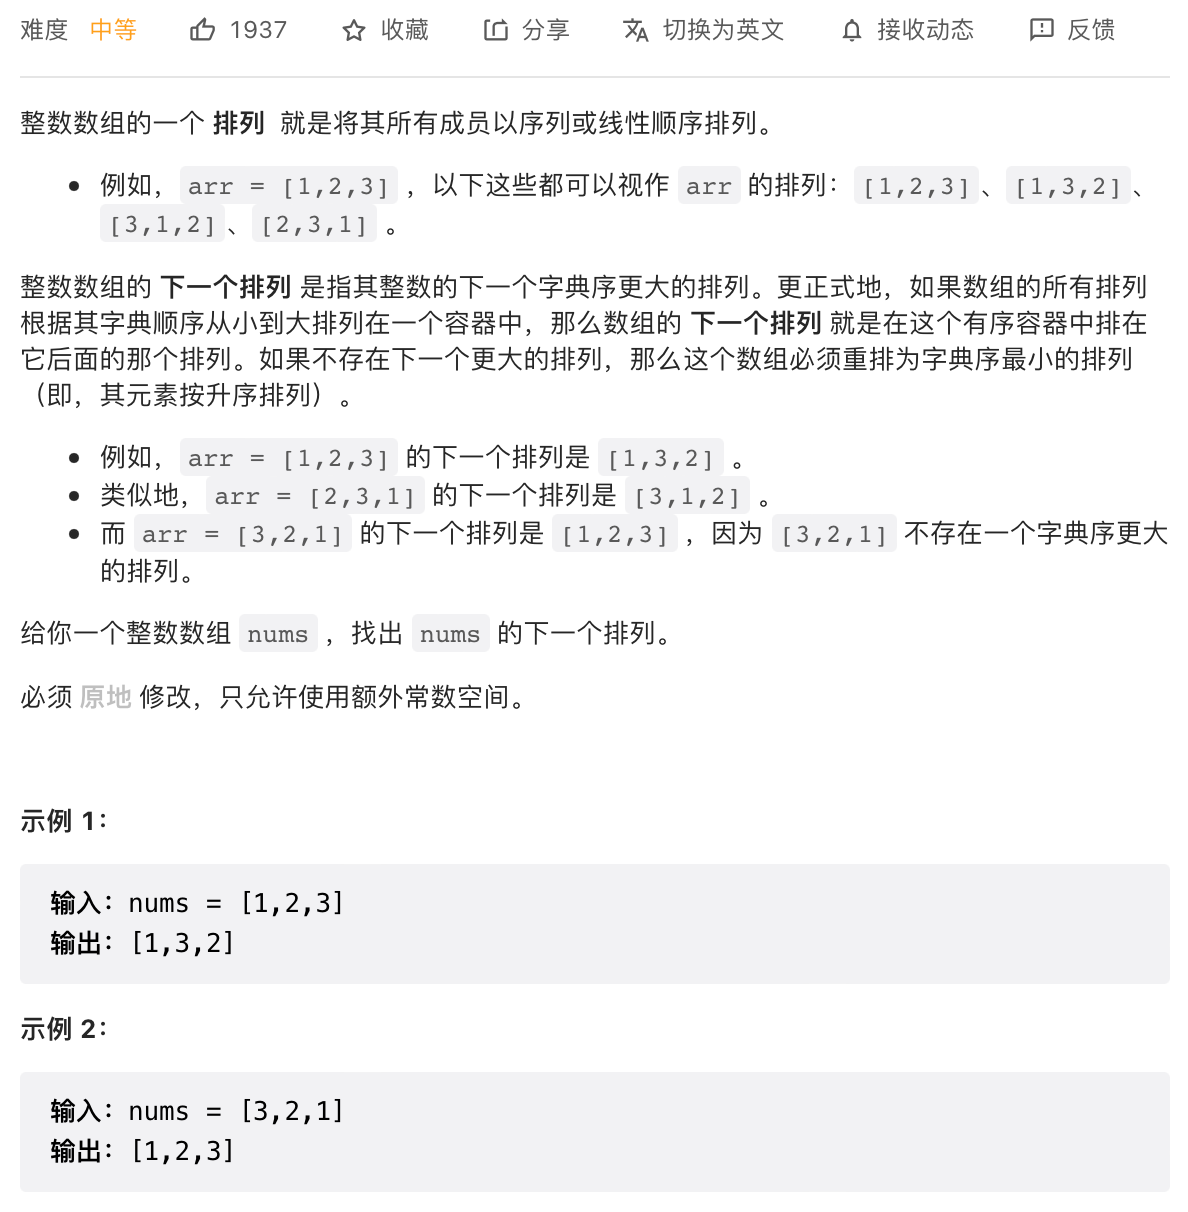 难度 中等 1937 收藏 分享 切换为英文 接收动态 反馈
整数数组的一个 排列 就是将其所有成员以序列或线性顺序排列。
例如，arr = [1,2,3] ，以下这些都可以视作 arr 的排列：[1,2,3]、[1,3,2]、
[3,1,2]、[2,3,1] 。
整数数组的 下一个排列 是指其整数的下一个字典序更大的排列。更正式地，如果数组的所有排列
根据其字典顺序从小到大排列在一个容器中，那么数组的 下一个排列 就是在这个有序容器中排在
它后面的那个排列。如果不存在下一个更大的排列，那么这个数组必须重排为字典序最小的排列
（即，其元素按升序排列）。
例如，arr = [1,2,3] 的下一个排列是 [1,3,2] 。
类似地，arr = [2,3,1] 的下一个排列是 [3,1,2] 。
而 arr = [3,2,1] 的下一个排列是 [1,2,3] ，因为 [3,2,1] 不存在一个字典序更大
的排列。
给你一个整数数组 nums ，找出 nums 的下一个排列。
必须 原地 修改，只允许使用额外常数空间。
示例 1：
输入：nums = [1,2,3]
输出：[1,3,2]
示例 2：
输入：nums = [3,2,1]
输出：[1,2,3]